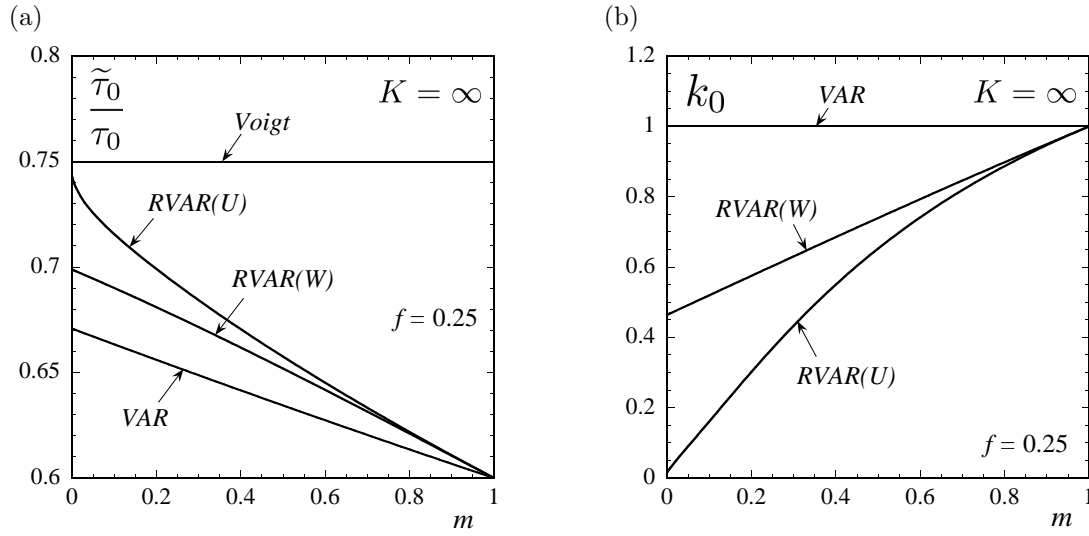 (a)
0.8
0.75
0.7
0.65
0.6
0 0.2 0.4 0.6 0.8 1
m
τ̃₀/τ₀
K = ∞
Voigt
RVAR(U)
RVAR(W)
VAR
f = 0.25
(b)
1.2
1
0.8
0.6
0.4
0.2
0
0 0.2 0.4 0.6 0.8 1
m
k₀
K = ∞
VAR
RVAR(W)
RVAR(U)
f = 0.25